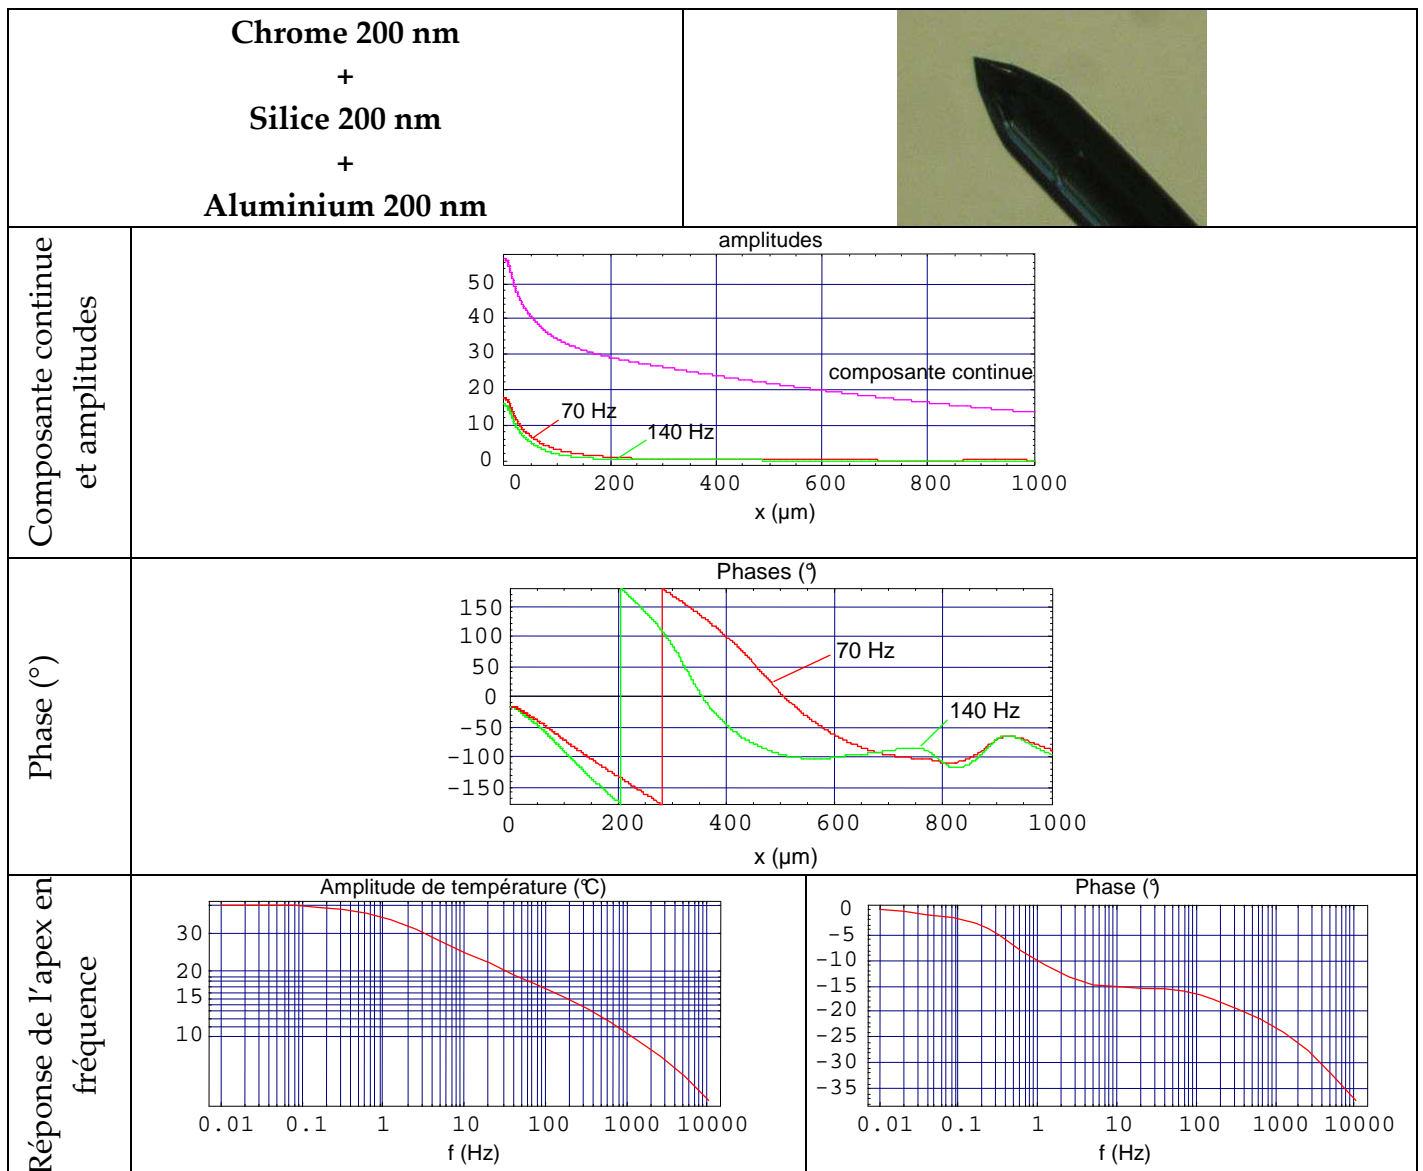 Chrome 200 nm
+
Silice 200 nm
+
Aluminium 200 nm
Composante continue
et amplitudes
amplitudes
50
40
30
20
10
0
composante continue
70 Hz
140 Hz
0 200 400 600 800 1000
x (µm)
Phase (°)
Phases (°)
150
100
50
0
-50
-100
-150
70 Hz
140 Hz
0 200 400 600 800 1000
x (µm)
Réponse de l'apex en
fréquence
Amplitude de température (°C)
30
20
15
10
0.01 0.1 1 10 100 1000 10000
f (Hz)
Phase (°)
0
-5
-10
-15
-20
-25
-30
-35
0.01 0.1 1 10 100 1000 10000
f (Hz)